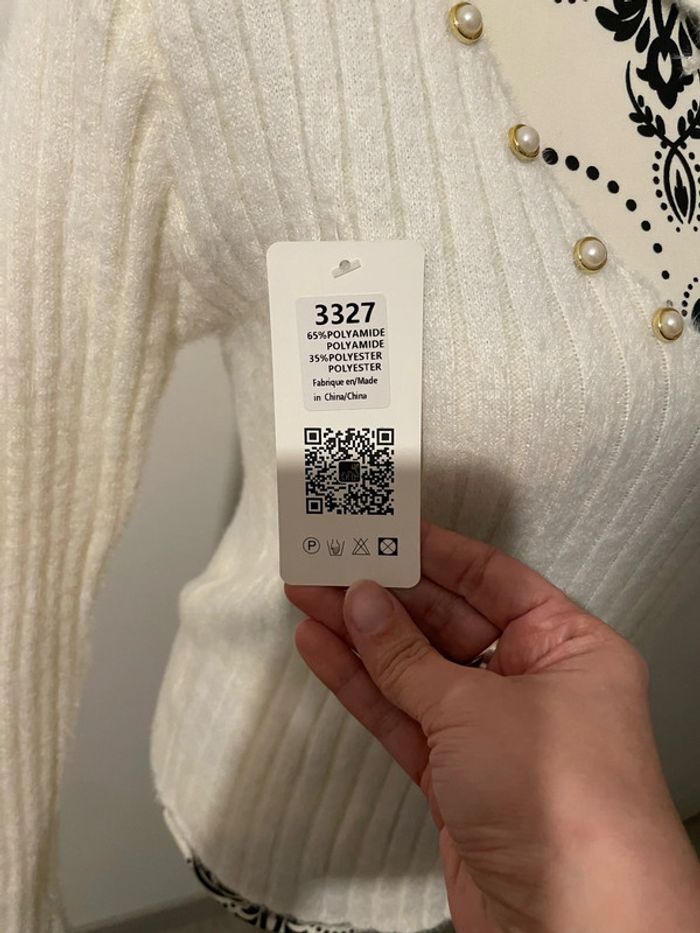 3327
65%POLYAMIDE
POLYAMIDE
35%POLYESTER
POLYESTER
Fabrique en/Made
in China/China
P